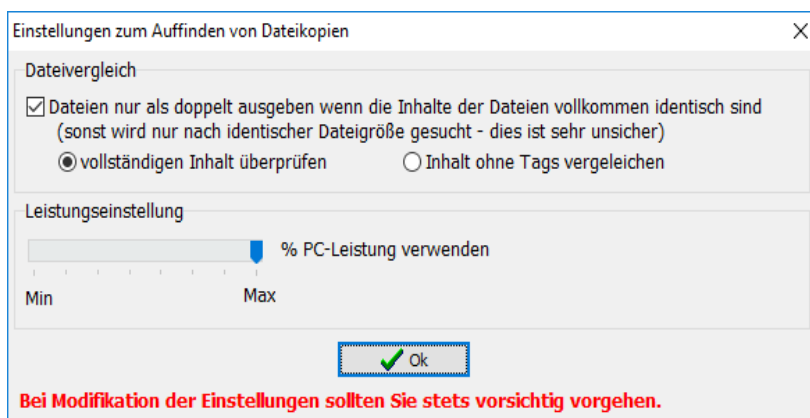 Einstellungen zum Auffinden von Dateikopien
Dateivergleich
Dateien nur als doppelt ausgeben wenn die Inhalte der Dateien vollkommen identisch sind
(sonst wird nur nach identischer Dateigröße gesucht - dies ist sehr unsicher)
vollständigen Inhalt überprüfen Inhalt ohne Tags vergeleichen
Leistungseinstellung
% PC-Leistung verwenden
Min Max
Ok
Bei Modifikation der Einstellungen sollten Sie stets vorsichtig vorgehen.